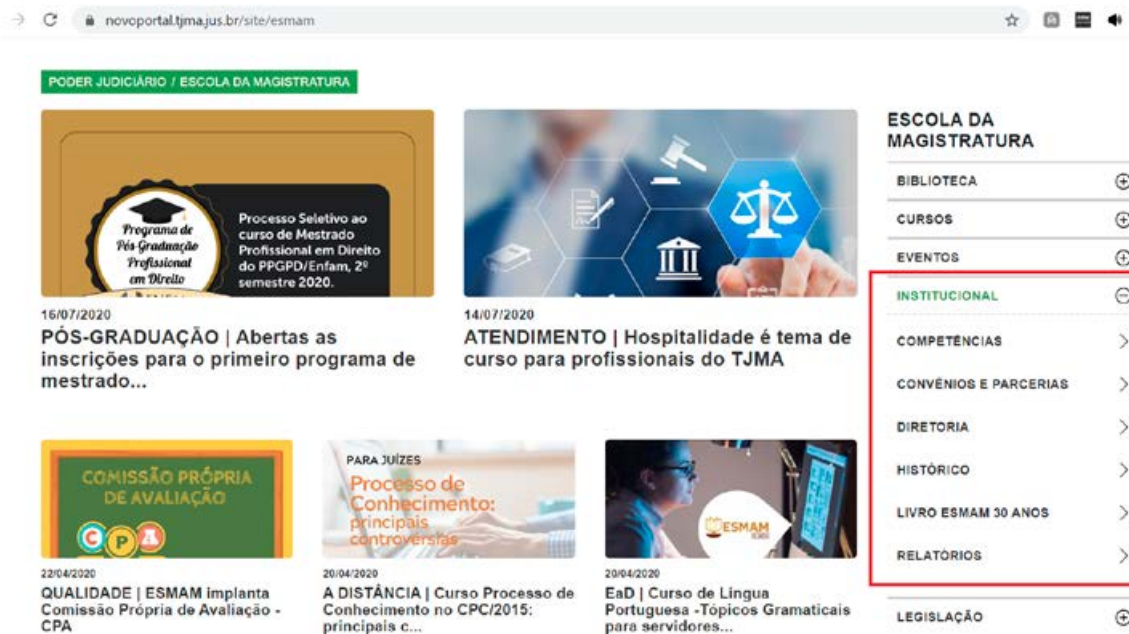 novoportal.tjma.jus.br/site/esmam
PODER JUDICIÁRIO / ESCOLA DA MAGISTRATURA
Programa de
Pós-Graduação
Profissional
em Direito
Processo Seletivo ao
curso de Mestrado
Profissional em Direito
do PPGPD/Enfam, 2º
semestre 2020.
16/07/2020
PÓS-GRADUAÇÃO | Abertas as
inscrições para o primeiro programa de
mestrado...
14/07/2020
ATENDIMENTO | Hospitalidade é tema de
curso para profissionais do TJMA
COMISSÃO PRÓPRIA
DE AVALIAÇÃO
CPA
22/04/2020
QUALIDADE | ESMAM implanta
Comissão Própria de Avaliação -
CPA
PARA JUÍZES
Processo de
Conhecimento:
principais
controvérsias
20/04/2020
A DISTÂNCIA | Curso Processo de
Conhecimento no CPC/2015:
principais c...
ESMAM
20/04/2020
EaD | Curso de Língua
Portuguesa -Tópicos Gramaticais
para servidores...
ESCOLA DA
MAGISTRATURA
BIBLIOTECA
CURSOS
EVENTOS
INSTITUCIONAL
COMPETÊNCIAS
CONVÊNIOS E PARCERIAS
DIRETORIA
HISTÓRICO
LIVRO ESMAM 30 ANOS
RELATÓRIOS
LEGISLAÇÃO